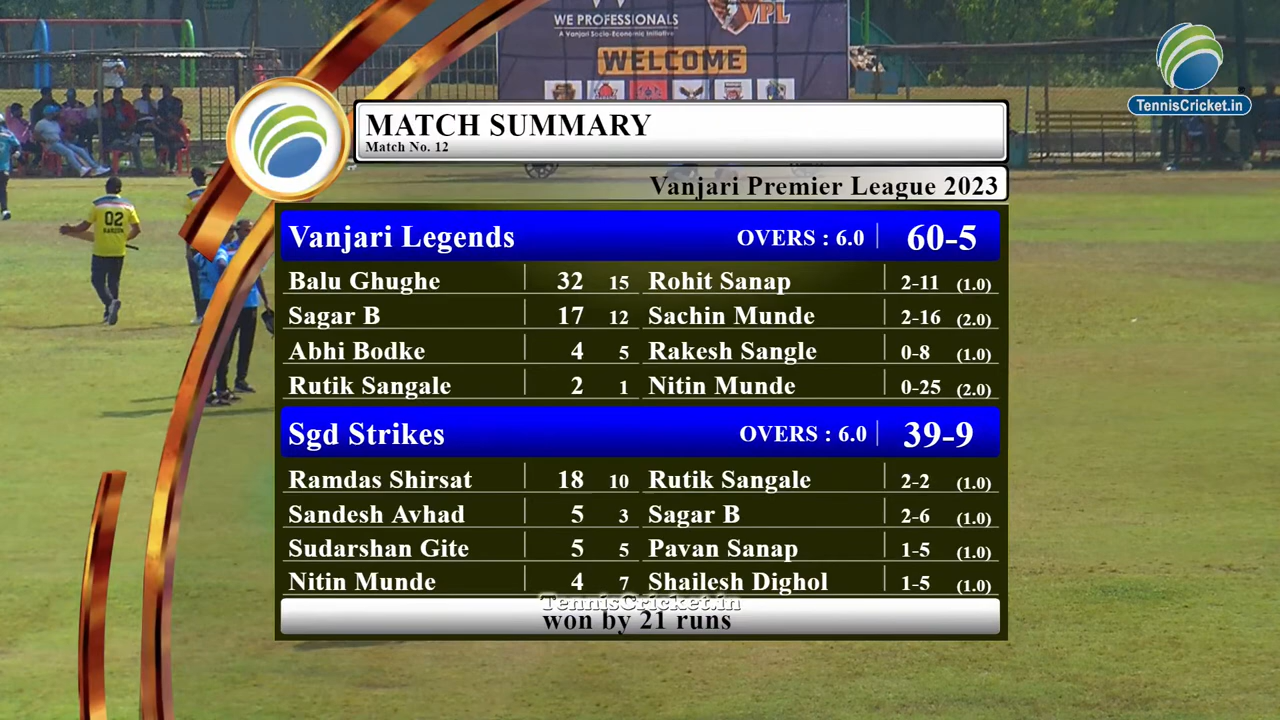 WE PROFESSIONALS
A Vanjari Socio-Economic Initiative
VPL
WELCOME
TennisCricket.in
MATCH SUMMARY
Match No. 12
Vanjari Premier League 2023
Vanjari Legends OVERS : 6.0 60-5
Balu Ghughe 32 15 Rohit Sanap 2-11 (1.0)
Sagar B 17 12 Sachin Munde 2-16 (2.0)
Abhi Bodke 4 5 Rakesh Sangle 0-8 (1.0)
Rutik Sangale 2 1 Nitin Munde 0-25 (2.0)
Sgd Strikes OVERS : 6.0 39-9
Ramdas Shirsat 18 10 Rutik Sangale 2-2 (1.0)
Sandesh Avhad 5 3 Sagar B 2-6 (1.0)
Sudarshan Gite 5 5 Pavan Sanap 1-5 (1.0)
Nitin Munde 4 7 Shailesh Dighol 1-5 (1.0)
TennisCricket.in
won by 21 runs
02